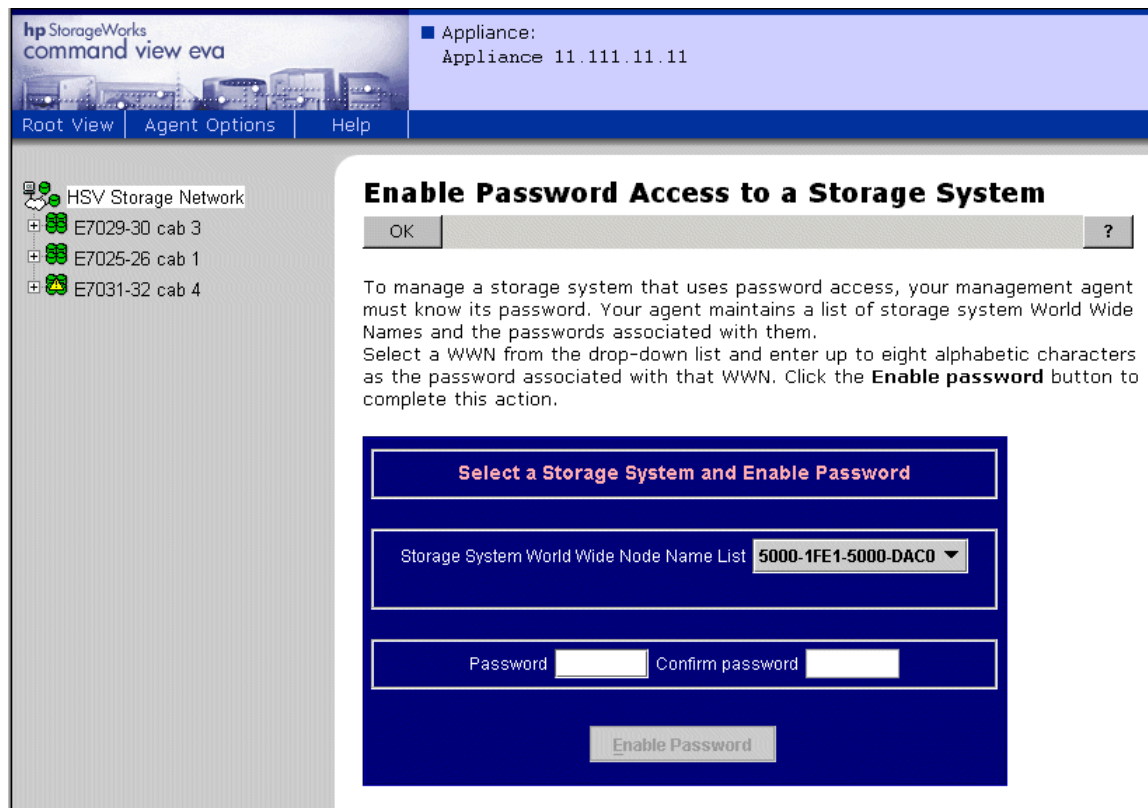 hp StorageWorks
command view eva
Appliance:
Appliance 11.111.11.11
Root View Agent Options Help
HSV Storage Network
E7029-30 cab 3
E7025-26 cab 1
E7031-32 cab 4
Enable Password Access to a Storage System
OK ?
To manage a storage system that uses password access, your management agent
must know its password. Your agent maintains a list of storage system World Wide
Names and the passwords associated with them.
Select a WWN from the drop-down list and enter up to eight alphabetic characters
as the password associated with that WWN. Click the Enable password button to
complete this action.
Select a Storage System and Enable Password
Storage System World Wide Node Name List 5000-1FE1-5000-DAC0
Password Confirm password
Enable Password